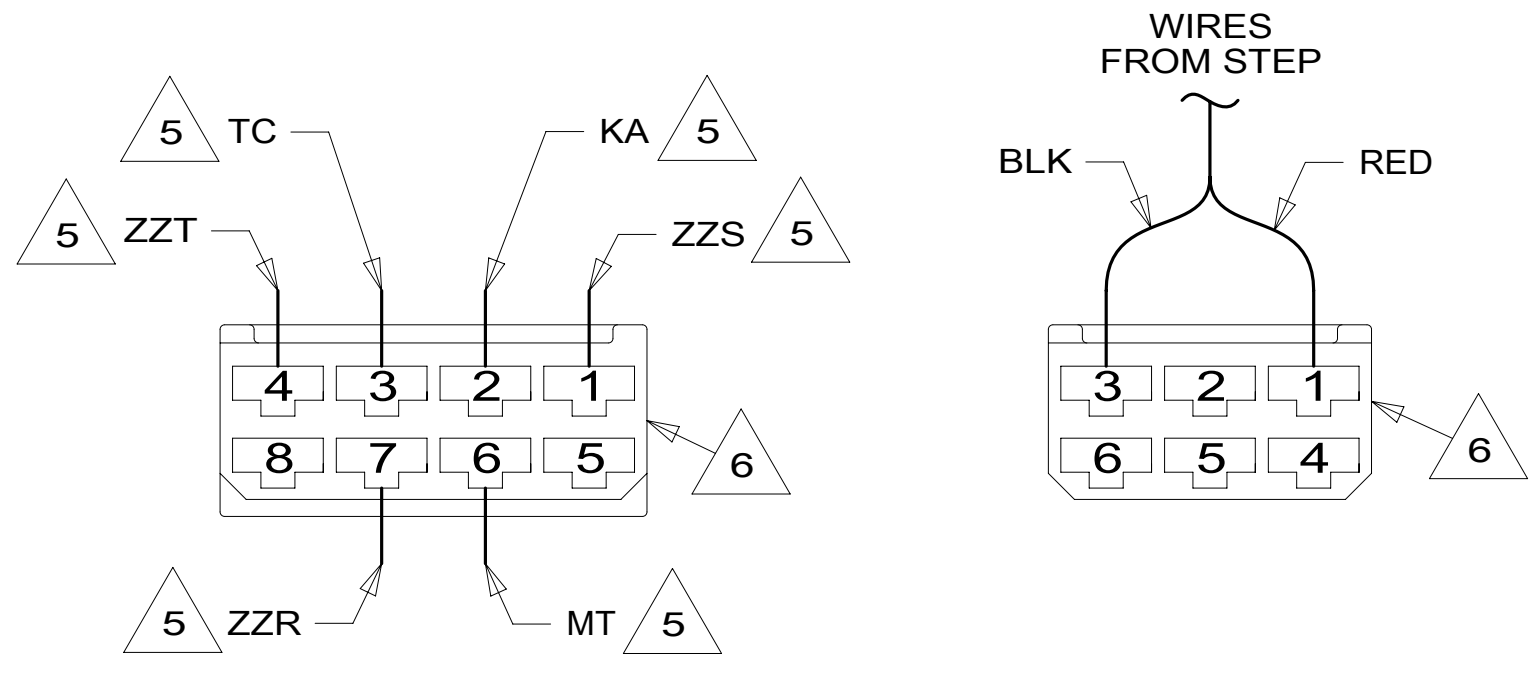 WIRES
FROM STEP
5 TC
KA 5
BLK
RED
5 ZZT
ZZS 5
4 3 2 1
8 7 6 5
6
3 2 1
6 5 4
6
5 ZZR
MT 5